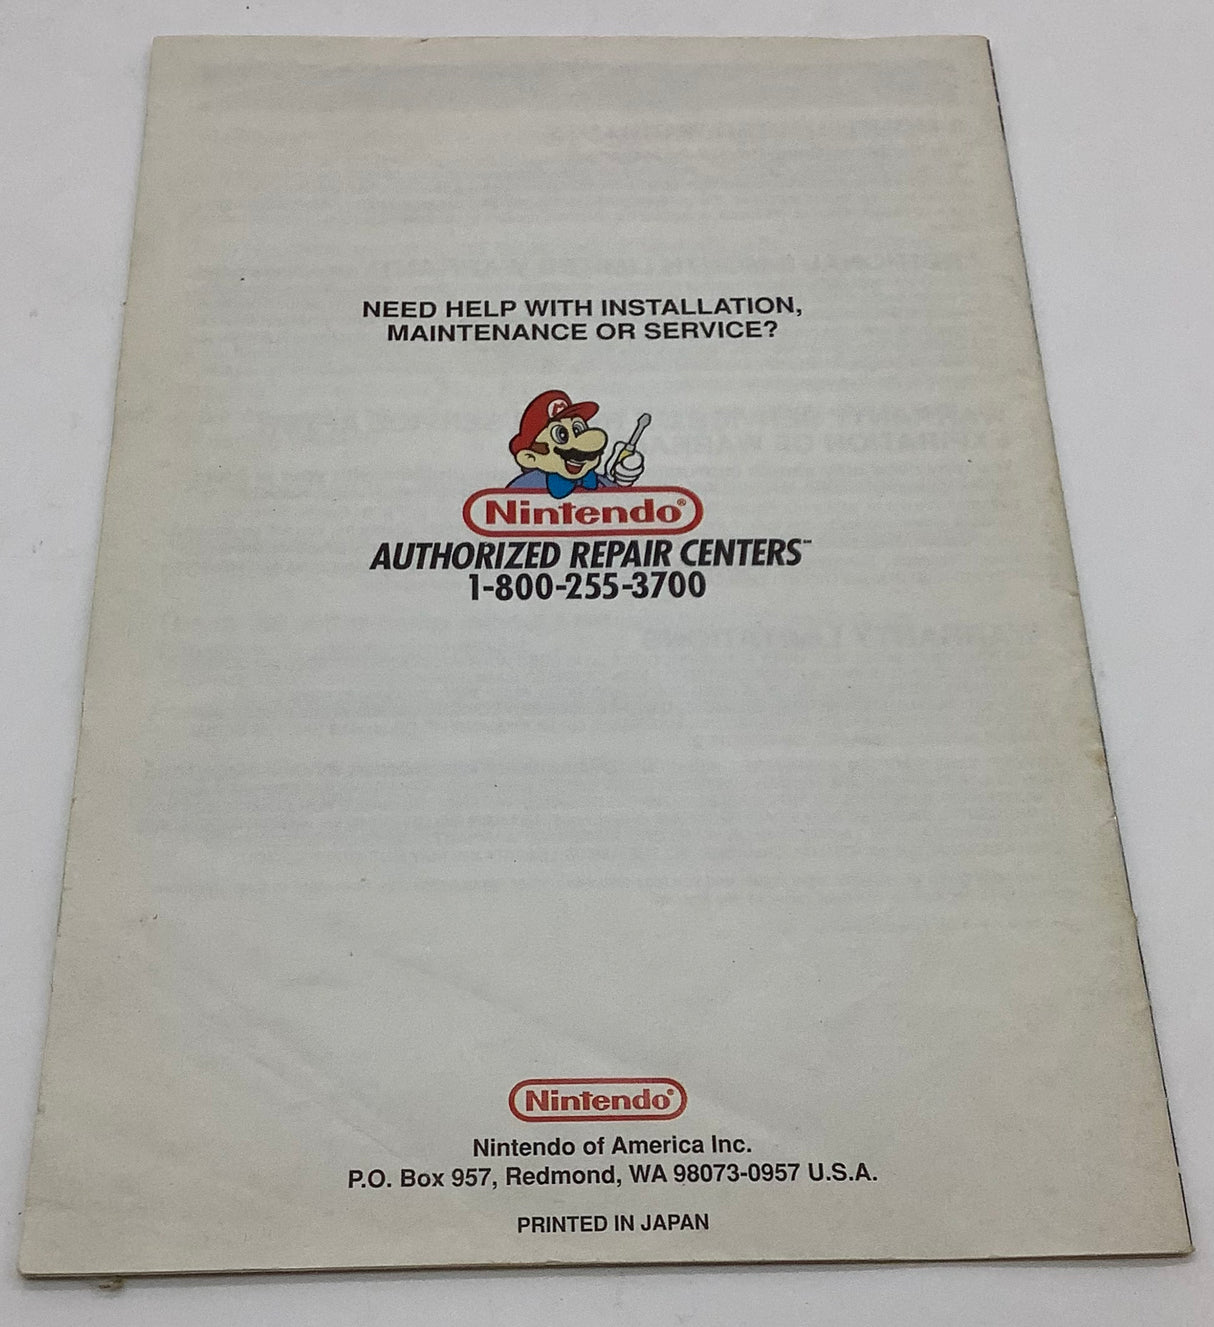 NEED HELP WITH INSTALLATION,
MAINTENANCE OR SERVICE?
M
Nintendo®
AUTHORIZED REPAIR CENTERS™
1-800-255-3700
Nintendo®
Nintendo of America Inc.
P.O. Box 957, Redmond, WA 98073-0957 U.S.A.
PRINTED IN JAPAN